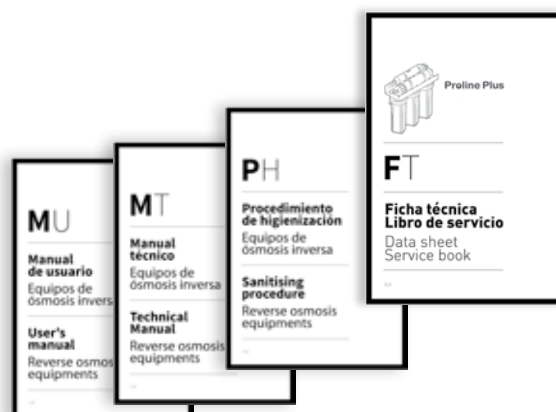 MU
Manual
de usuario
Equipos de
ósmosis invers
User's
manual
Reverse osmos
equipments
MT
Manual
técnico
Equipos de
ósmosis inversa
Technical
Manual
Reverse osmosis
equipments
PH
Procedimiento
de higienización
Equipos de
ósmosis inversa
Sanitising
procedure
Reverse osmosis
equipments
Proline Plus
FT
Ficha técnica
Libro de servicio
Data sheet
Service book